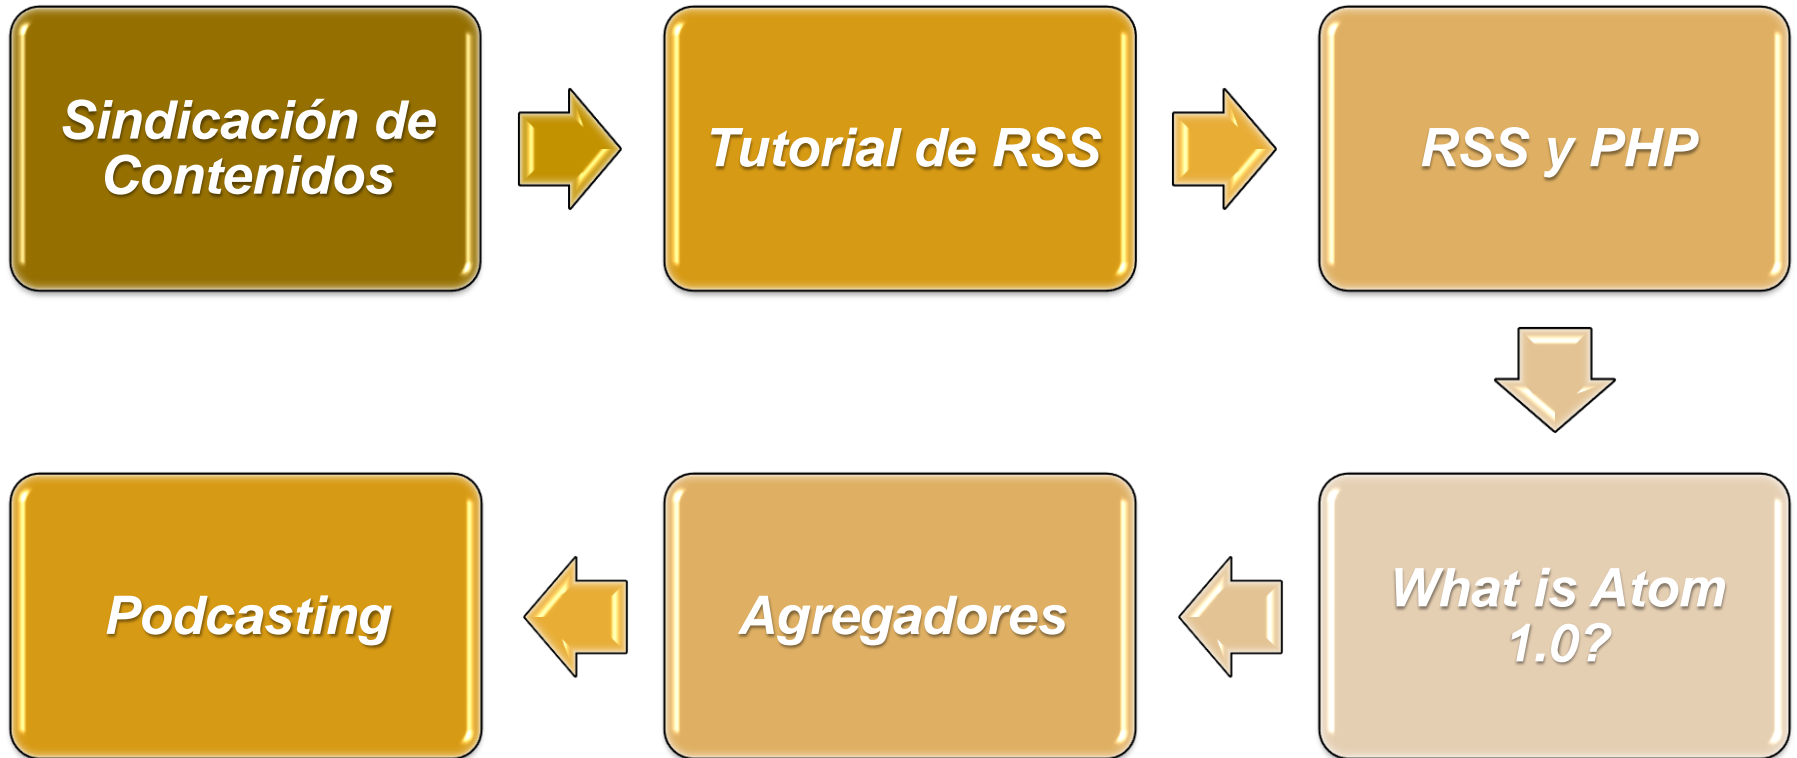 Sindicación de
Contenidos
Tutorial de RSS
RSS y PHP
What is Atom
1.0?
Agregadores
Podcasting